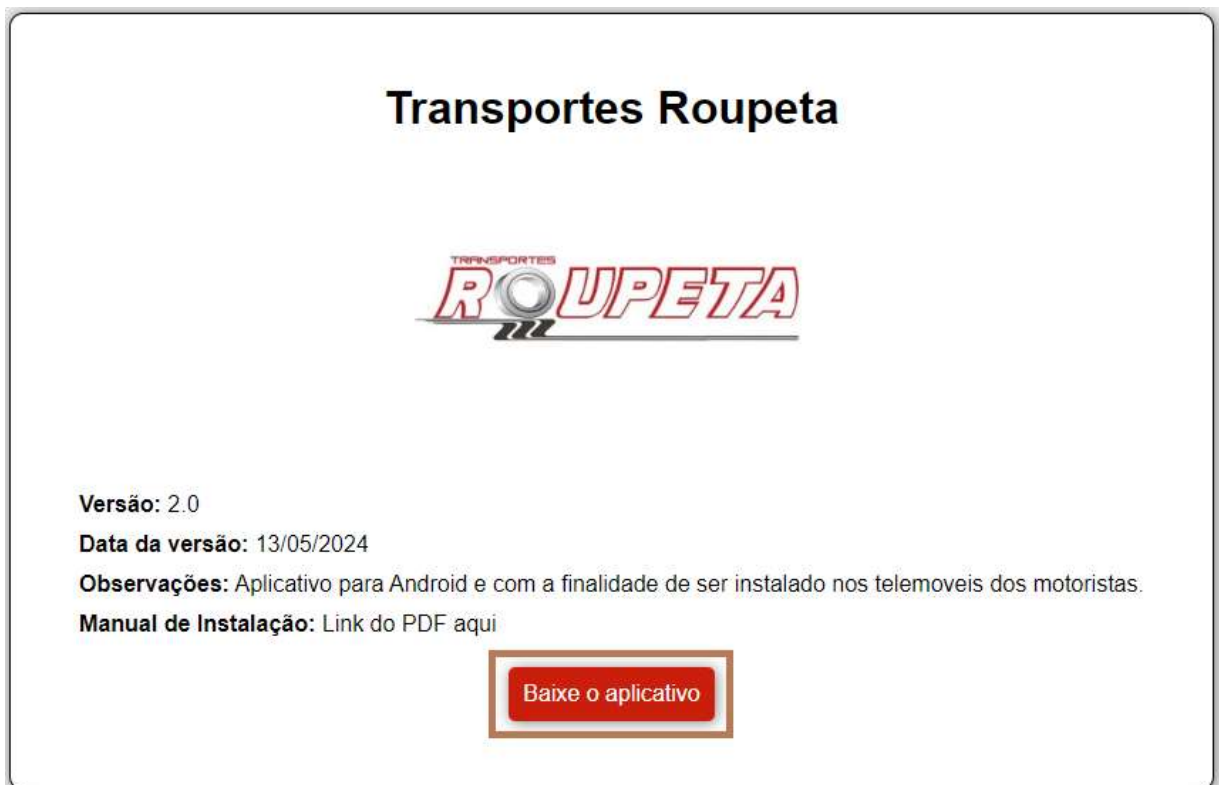 Transportes Roupeta
TRANSPORTES
ROUPETA
Versão: 2.0
Data da versão: 13/05/2024
Observações: Aplicativo para Android e com a finalidade de ser instalado nos telemoveis dos motoristas.
Manual de Instalação: Link do PDF aqui
Baixe o aplicativo